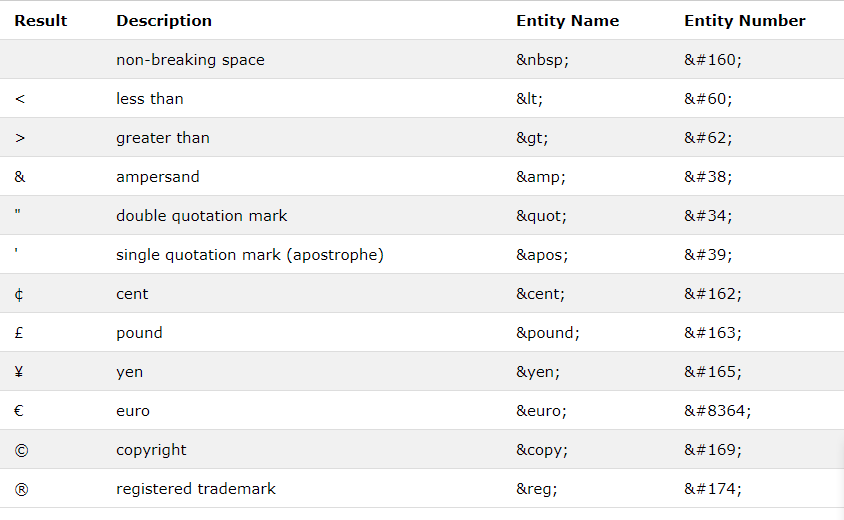 Result Description Entity Name Entity Number
non-breaking space &nbsp; &#160;
< less than &lt; &#60;
> greater than &gt; &#62;
& ampersand &amp; &#38;
" double quotation mark &quot; &#34;
' single quotation mark (apostrophe) &apos; &#39;
¢ cent &cent; &#162;
£ pound &pound; &#163;
¥ yen &yen; &#165;
€ euro &euro; &#8364;
© copyright &copy; &#169;
® registered trademark &reg; &#174;